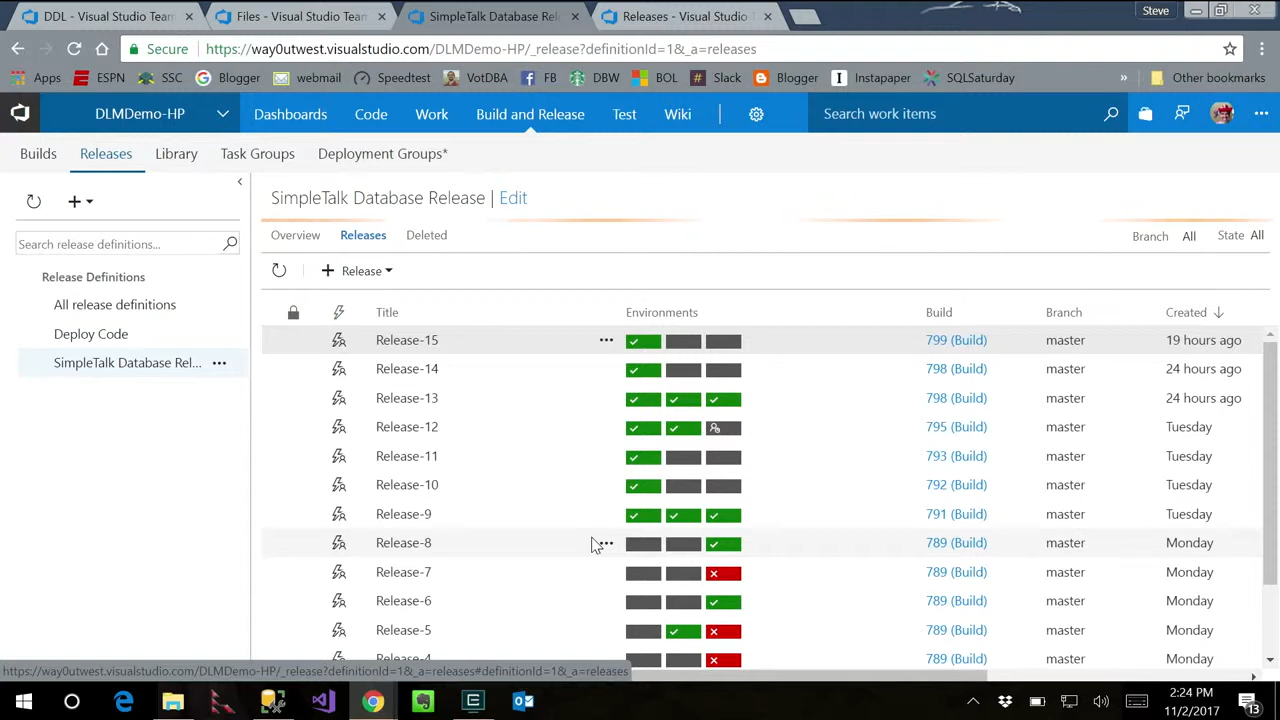 DDL - Visual Studio Team Files - Visual Studio Team SimpleTalk Database Rel Releases - Visual Studio T Steve
Secure https://way0utwest.visualstudio.com/DLMDemo-HP/_release?definitionId=1&_a=releases
Apps ESPN SSC Blogger webmail Speedtest VotDBA FB DBW BOL Slack Blogger Instapaper SQLSaturday » Other bookmarks
DLMDemo-HP Dashboards Code Work Build and Release Test Wiki Search work items
Builds Releases Library Task Groups Deployment Groups*
SimpleTalk Database Release | Edit
Search release definitions...
Overview Releases Deleted Branch All State All
Release Definitions
+ Release
All release definitions
Title Environments Build Branch Created
Deploy Code
Release-15 ... 799 (Build) master 19 hours ago
SimpleTalk Database Rel... ...
Release-14 798 (Build) master 24 hours ago
Release-13 798 (Build) master 24 hours ago
Release-12 795 (Build) master Tuesday
Release-11 793 (Build) master Tuesday
Release-10 792 (Build) master Tuesday
Release-9 791 (Build) master Tuesday
Release-8 ... 789 (Build) master Monday
Release-7 789 (Build) master Monday
Release-6 789 (Build) master Monday
Release-5 789 (Build) master Monday
Release-4 789 (Build) master Monday
https://way0utwest.visualstudio.com/DLMDemo-HP/_release?definitionId=1&_a=releases#definitionId=1&_a=releases
2:24 PM
11/2/2017
13